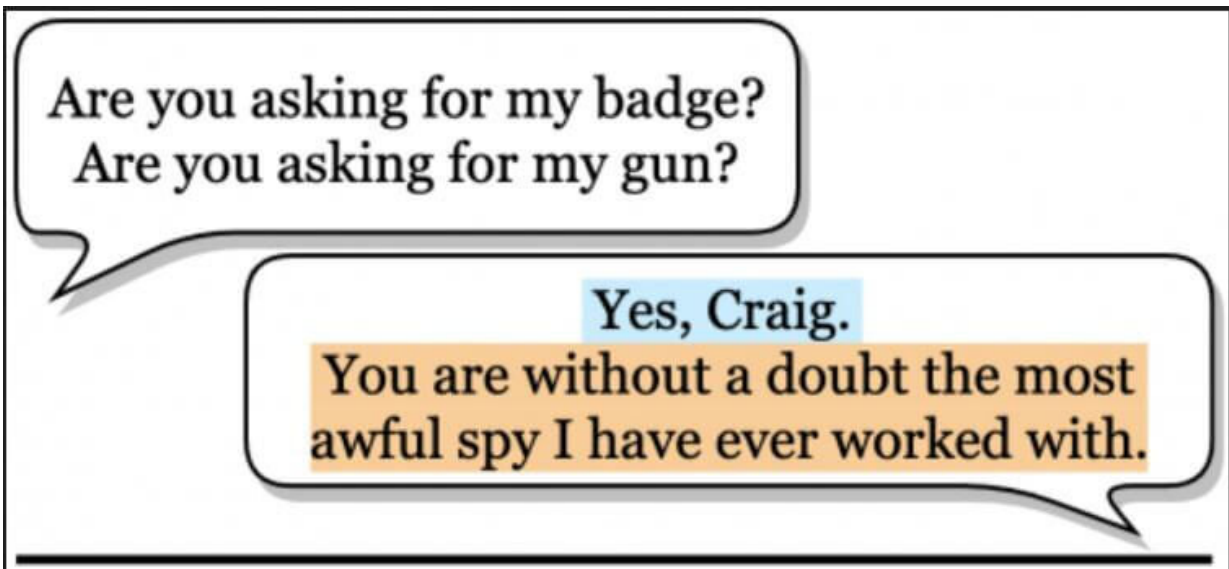 Are you asking for my badge?
Are you asking for my gun?
Yes, Craig.
You are without a doubt the most
awful spy I have ever worked with.